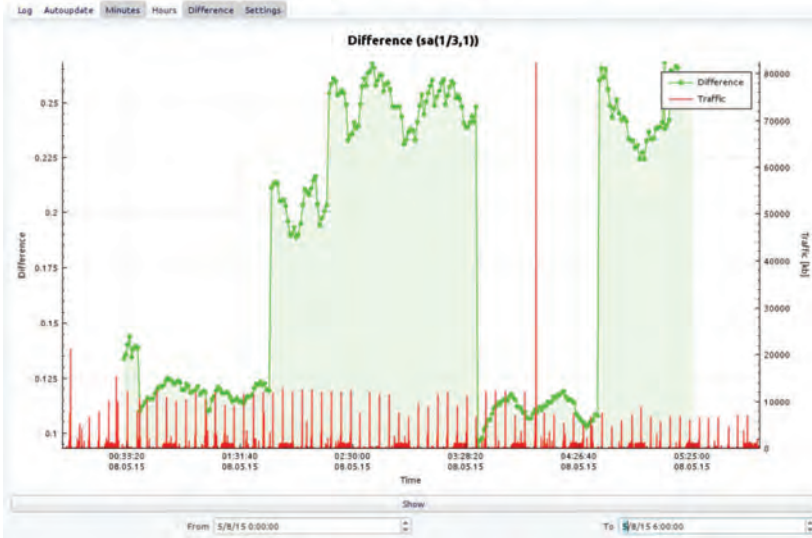 Log Autoupdate Minutes Hours Difference Settings
Difference (sa(1/3,1))
Difference
Traffic
0.25
0.225
0.2
0.175
0.15
0.125
0.1
Difference
80000
70000
60000
50000
40000
30000
20000
10000
0
Traffic [kb]
00:33:20 01:31:40 02:30:00 03:28:20 04:26:40 05:25:00
08.05.15 08.05.15 08.05.15 08.05.15 08.05.15 08.05.15
Time
Show
From 5/8/15 0:00:00 To 5/8/15 6:00:00